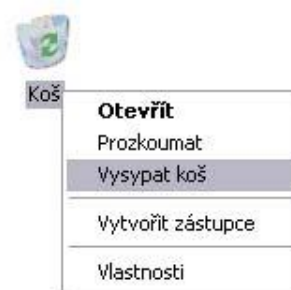 Koš
Otevřít
Prozkoumat
Vysypat koš
Vytvořit zástupce
Vlastnosti